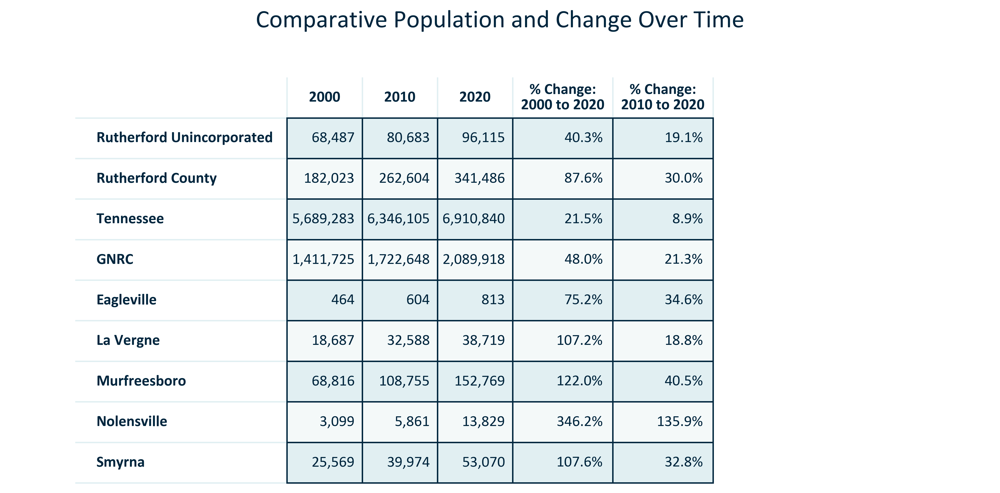 Comparative Population and Change Over Time
2000 2010 2020 % Change: 2000 to 2020 % Change: 2010 to 2020
Rutherford Unincorporated 68,487 80,683 96,115 40.3% 19.1%
Rutherford County 182,023 262,604 341,486 87.6% 30.0%
Tennessee 5,689,283 6,346,105 6,910,840 21.5% 8.9%
GNRC 1,411,725 1,722,648 2,089,918 48.0% 21.3%
Eagleville 464 604 813 75.2% 34.6%
La Vergne 18,687 32,588 38,719 107.2% 18.8%
Murfreesboro 68,816 108,755 152,769 122.0% 40.5%
Nolensville 3,099 5,861 13,829 346.2% 135.9%
Smyrna 25,569 39,974 53,070 107.6% 32.8%